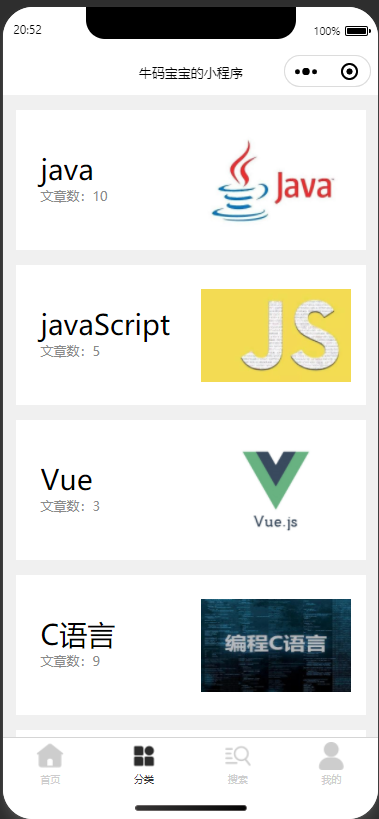 20:52
100%
牛码宝宝的小程序
java
文章数：10
Java
javaScript
文章数：5
JS
Vue
文章数：3
Vue.js
C语言
文章数：9
编程C语言
首页
分类
搜索
我的